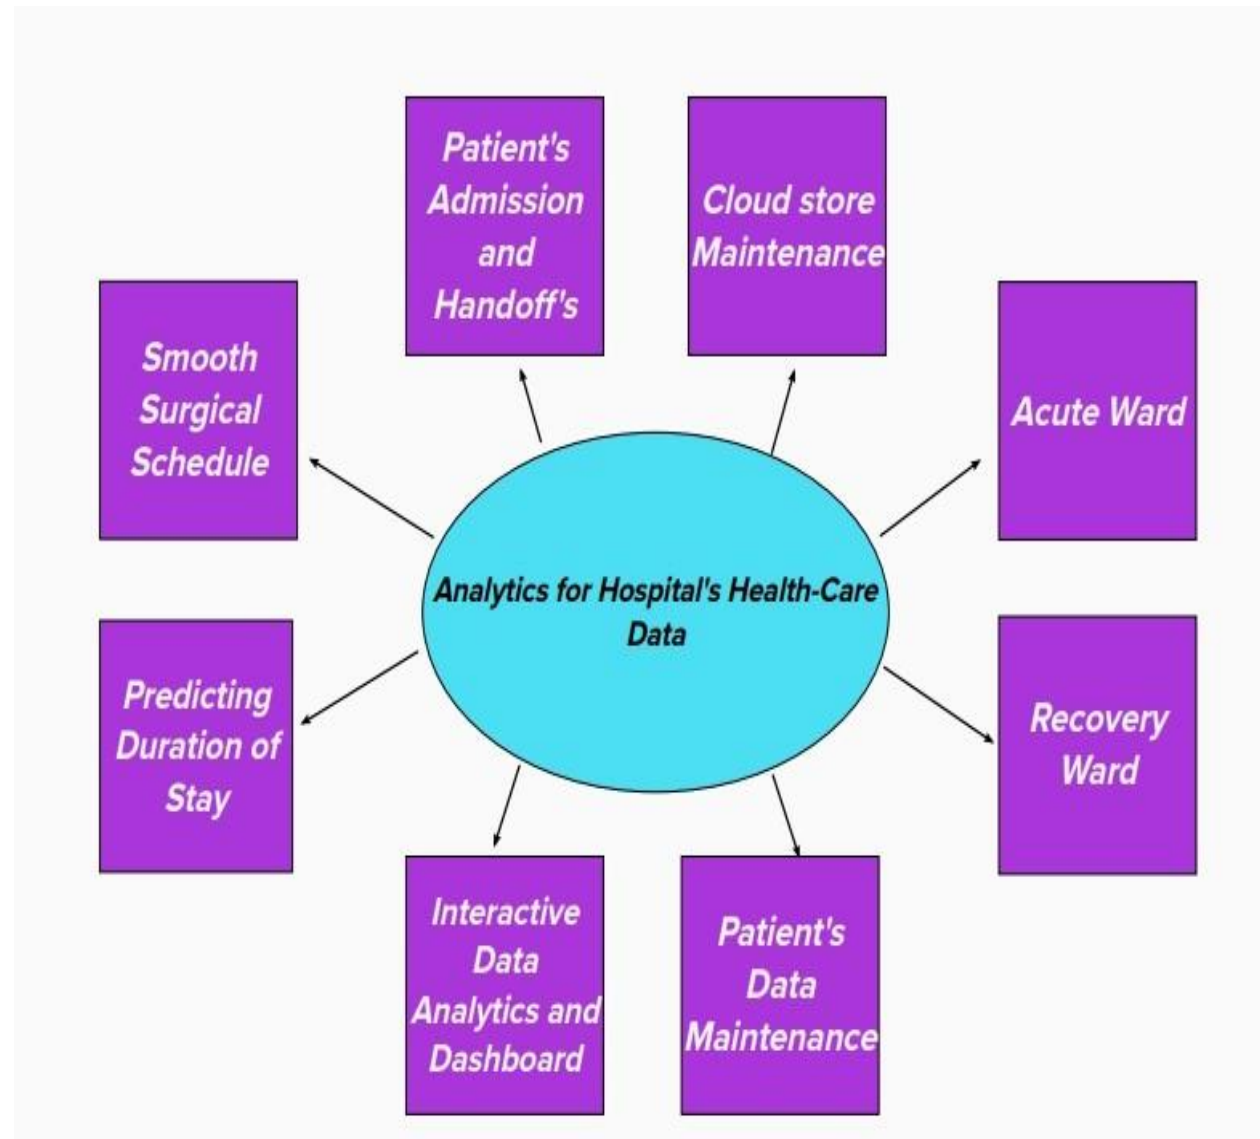 Patient's
Admission
and
Handoff's
Cloud store
Maintenance
Smooth
Surgical
Schedule
Acute Ward
Analytics for Hospital's Health-Care
Data
Predicting
Duration of
Stay
Recovery
Ward
Interactive
Data
Analytics and
Dashboard
Patient's
Data
Maintenance